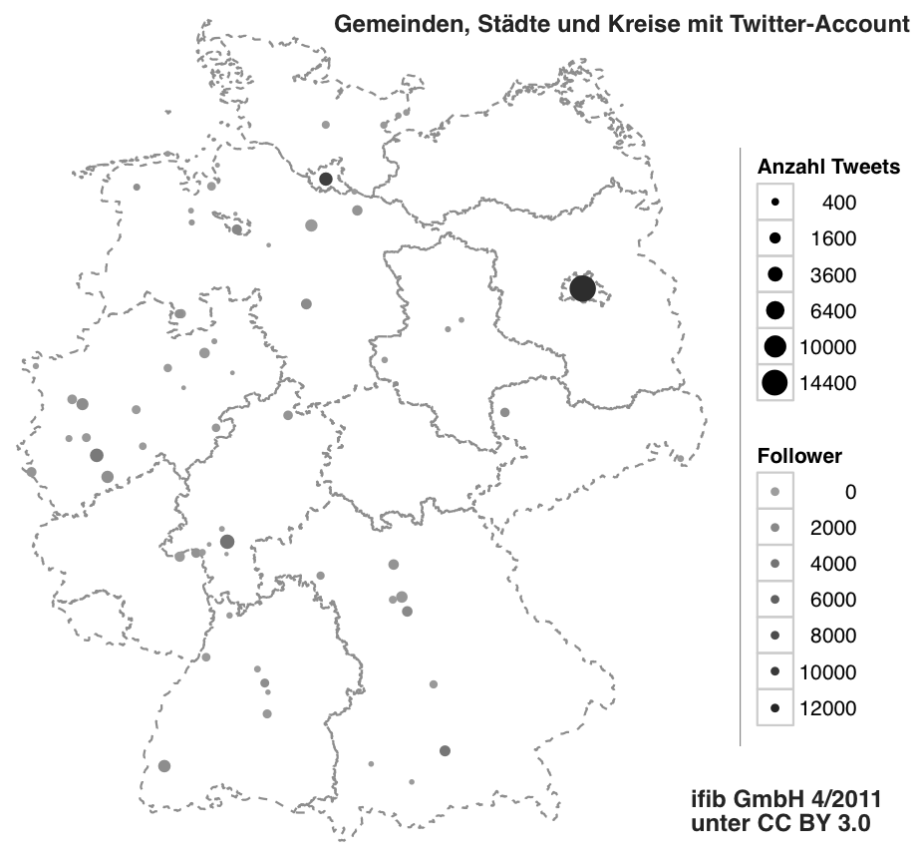 Gemeinden, Städte und Kreise mit Twitter-Account
Anzahl Tweets
400
1600
3600
6400
10000
14400
Follower
0
2000
4000
6000
8000
10000
12000
ifib GmbH 4/2011
unter CC BY 3.0